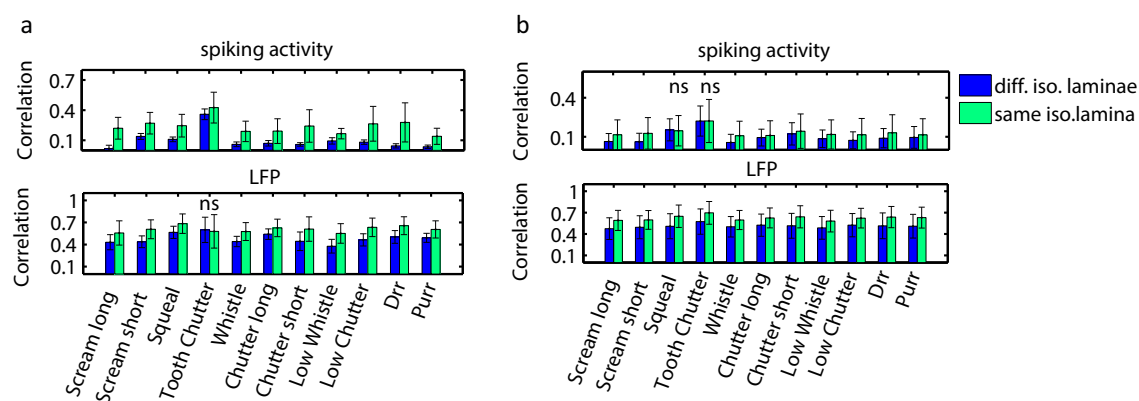 a
spiking activity
Correlation
0.7
0.4
0.1
LFP
ns
Correlation
1
0.7
0.4
0.1
Scream long
Scream short
Squeal
Tooth Chutter
Whistle
Chutter long
Chutter short
Low Whistle
Low Chutter
Drr
Purr
b
spiking activity
ns ns
Correlation
0.4
0.1
LFP
Correlation
1
0.7
0.4
0.1
Scream long
Scream short
Squeal
Tooth Chutter
Whistle
Chutter long
Chutter short
Low Whistle
Low Chutter
Drr
Purr
diff. iso. laminae
same iso.lamina